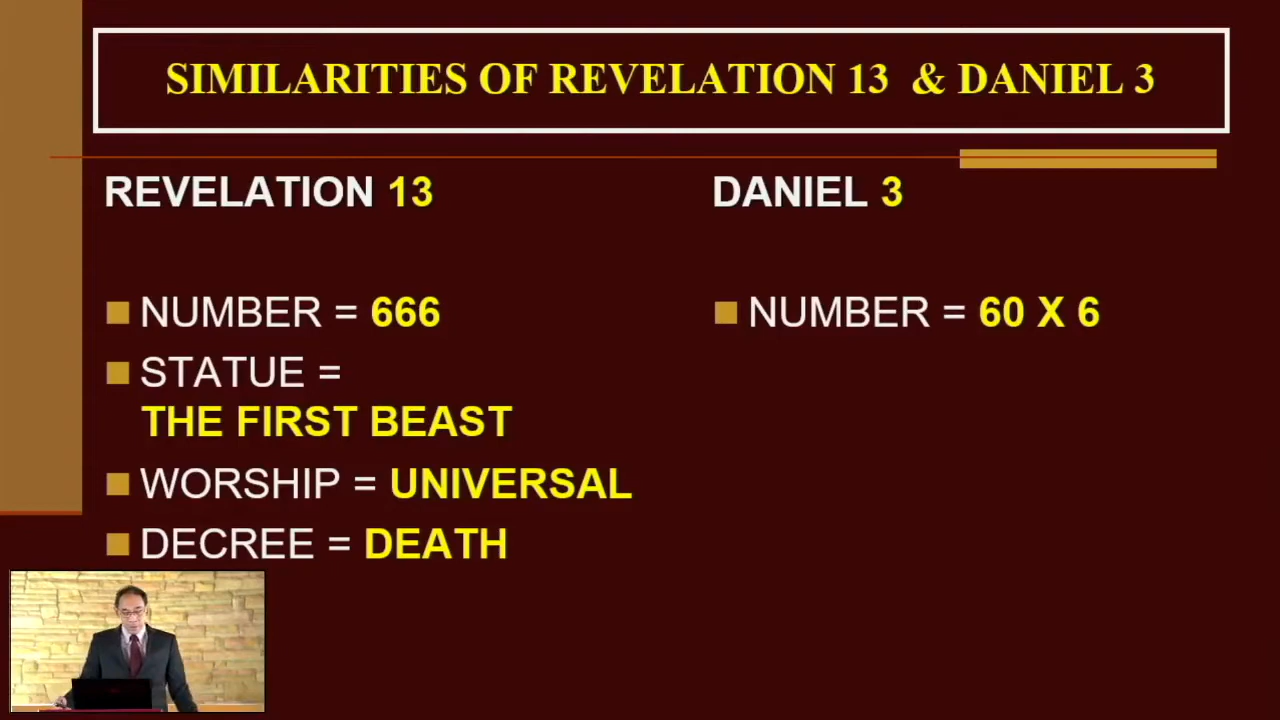 SIMILARITIES OF REVELATION 13 & DANIEL 3
REVELATION 13
NUMBER = 666
STATUE =
THE FIRST BEAST
WORSHIP = UNIVERSAL
DECREE = DEATH
DANIEL 3
NUMBER = 60 X 6